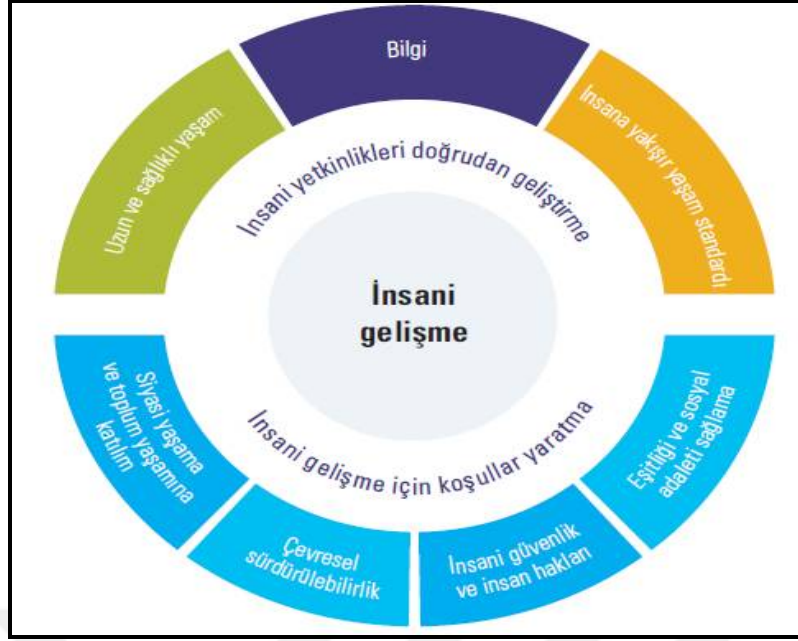 Bilgi
Uzun ve sağlıklı yaşam
İnsana yakışır yaşam standardı
İnsani yetkinlikleri doğrudan geliştirme
İnsani
gelişme
İnsani gelişme için koşullar yaratma
Siyasi yaşama
ve toplum yaşamına
katılım
Çevresel
sürdürülebilirlik
İnsani güvenlik
ve insan hakları
Eşitliği ve sosyal
adaleti sağlama